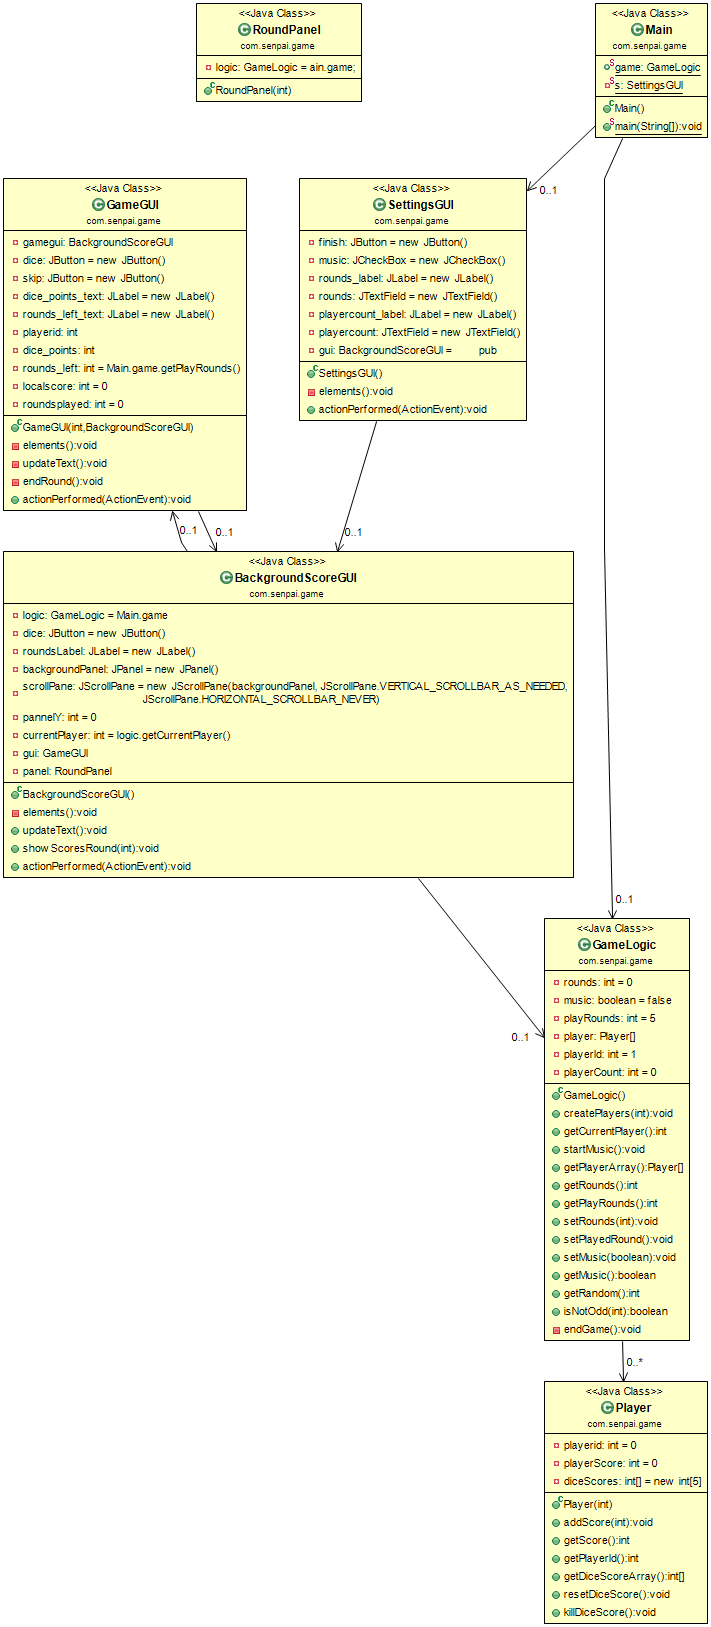 <<Java Class>>
RoundPanel
com.senpai.game
logic: GameLogic = ain.game;
RoundPanel(int)
<<Java Class>>
Main
com.senpai.game
game: GameLogic
s: SettingsGUI
Main()
main(String[]):void
0..1
<<Java Class>>
GameGUI
com.senpai.game
gamegui: BackgroundScoreGUI
dice: JButton = new JButton()
skip: JButton = new JButton()
dice_points_text: JLabel = new JLabel()
rounds_left_text: JLabel = new JLabel()
playerid: int
dice_points: int
rounds_left: int = Main.game.getPlayRounds()
localscore: int = 0
roundsplayed: int = 0
GameGUI(int,BackgroundScoreGUI)
elements():void
updateText():void
endRound():void
actionPerformed(ActionEvent):void
<<Java Class>>
SettingsGUI
com.senpai.game
finish: JButton = new JButton()
music: JCheckBox = new JCheckBox()
rounds_label: JLabel = new JLabel()
rounds: JTextField = new JTextField()
playercount_label: JLabel = new JLabel()
playercount: JTextField = new JTextField()
gui: BackgroundScoreGUI = pub
SettingsGUI()
elements():void
actionPerformed(ActionEvent):void
0..1
0..1
0..1
<<Java Class>>
BackgroundScoreGUI
com.senpai.game
logic: GameLogic = Main.game
dice: JButton = new JButton()
roundsLabel: JLabel = new JLabel()
backgroundPanel: JPanel = new JPanel()
scrollPane: JScrollPane = new JScrollPane(backgroundPanel, JScrollPane.VERTICAL_SCROLLBAR_AS_NEEDED,
JScrollPane.HORIZONTAL_SCROLLBAR_NEVER)
pannelY: int = 0
currentPlayer: int = logic.getCurrentPlayer()
gui: GameGUI
panel: RoundPanel
BackgroundScoreGUI()
elements():void
updateText():void
showScoresRound(int):void
actionPerformed(ActionEvent):void
0..1
0..1
<<Java Class>>
GameLogic
com.senpai.game
rounds: int = 0
music: boolean = false
playRounds: int = 5
player: Player[]
playerId: int = 1
playerCount: int = 0
GameLogic()
createPlayers(int):void
getCurrentPlayer():int
startMusic():void
getPlayerArray():Player[]
getRounds():int
getPlayRounds():int
setRounds(int):void
setPlayedRound():void
setMusic(boolean):void
getMusic():boolean
getRandom():int
isNotOdd(int):boolean
endGame():void
0..*
<<Java Class>>
Player
com.senpai.game
playerid: int = 0
playerScore: int = 0
diceScores: int[] = new int[5]
Player(int)
addScore(int):void
getScore():int
getPlayerId():int
getDiceScoreArray():int[]
resetDiceScore():void
killDiceScore():void